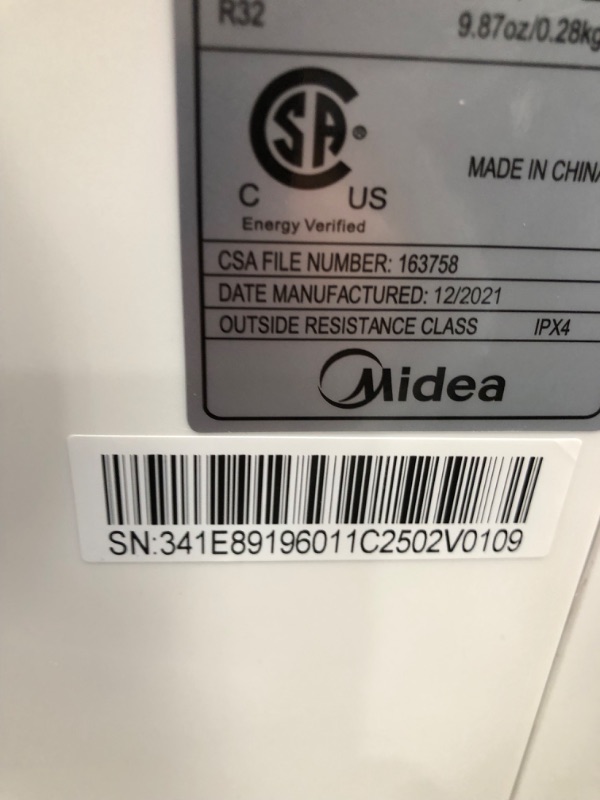 R32 9.87oz/0.28kg
CSA ®
MADE IN CHINA
C US
Energy Verified
CSA FILE NUMBER: 163758
DATE MANUFACTURED: 12/2021
OUTSIDE RESISTANCE CLASS IPX4
Midea
SN:341E89196011C2502V0109